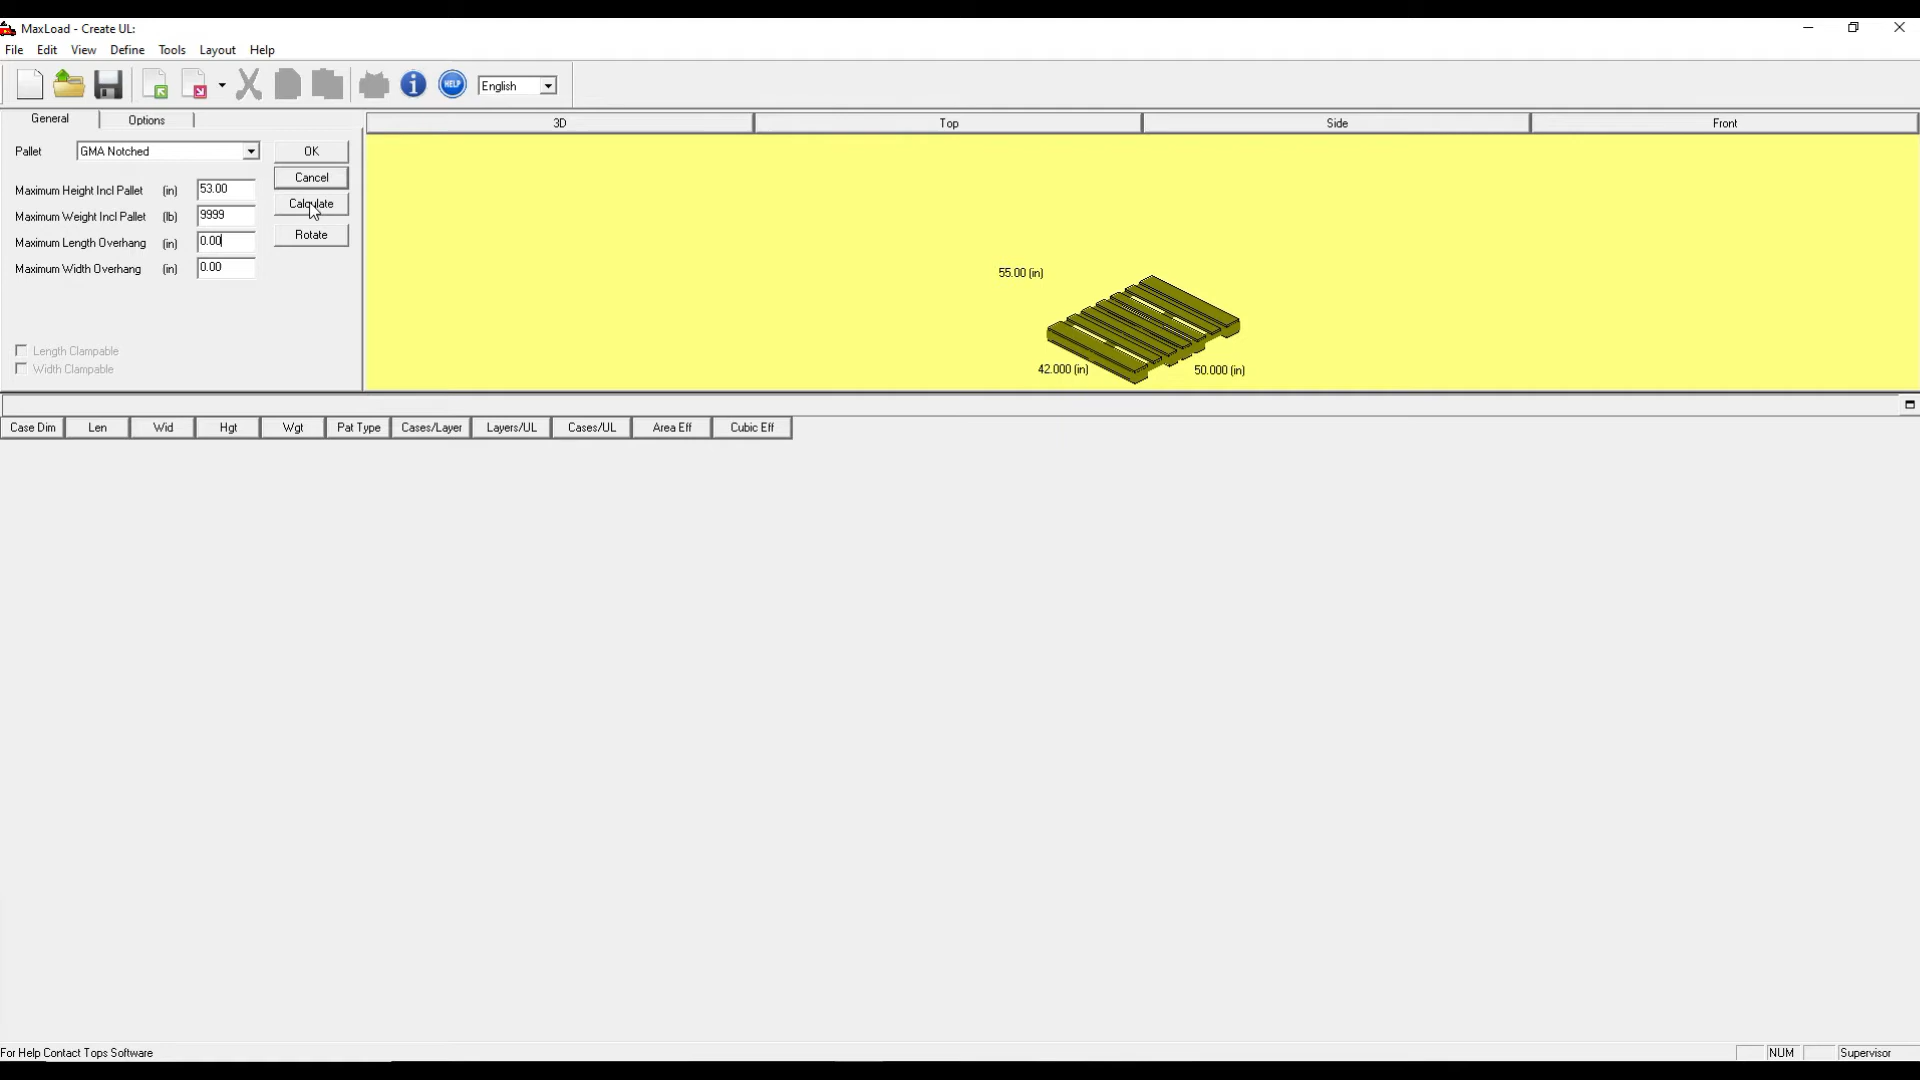 MaxLoad - Create UL:
File Edit View Define Tools Layout Help
HELP English
General Options
3D Top Side Front
Pallet GMA Notched OK
Cancel
Maximum Height Incl Pallet (in) 53.00
Calculate
Maximum Weight Incl Pallet (lb) 9999
Maximum Length Overhang (in) 0.00
Rotate
Maximum Width Overhang (in) 0.00
55.00 (in)
Length Clampable
Width Clampable
42.000 (in) 50.000 (in)
Case Dim Len Wid Hgt Wgt Pat Type Cases/Layer Layers/UL Cases/UL Area Eff Cubic Eff
For Help Contact Tops Software NUM Supervisor